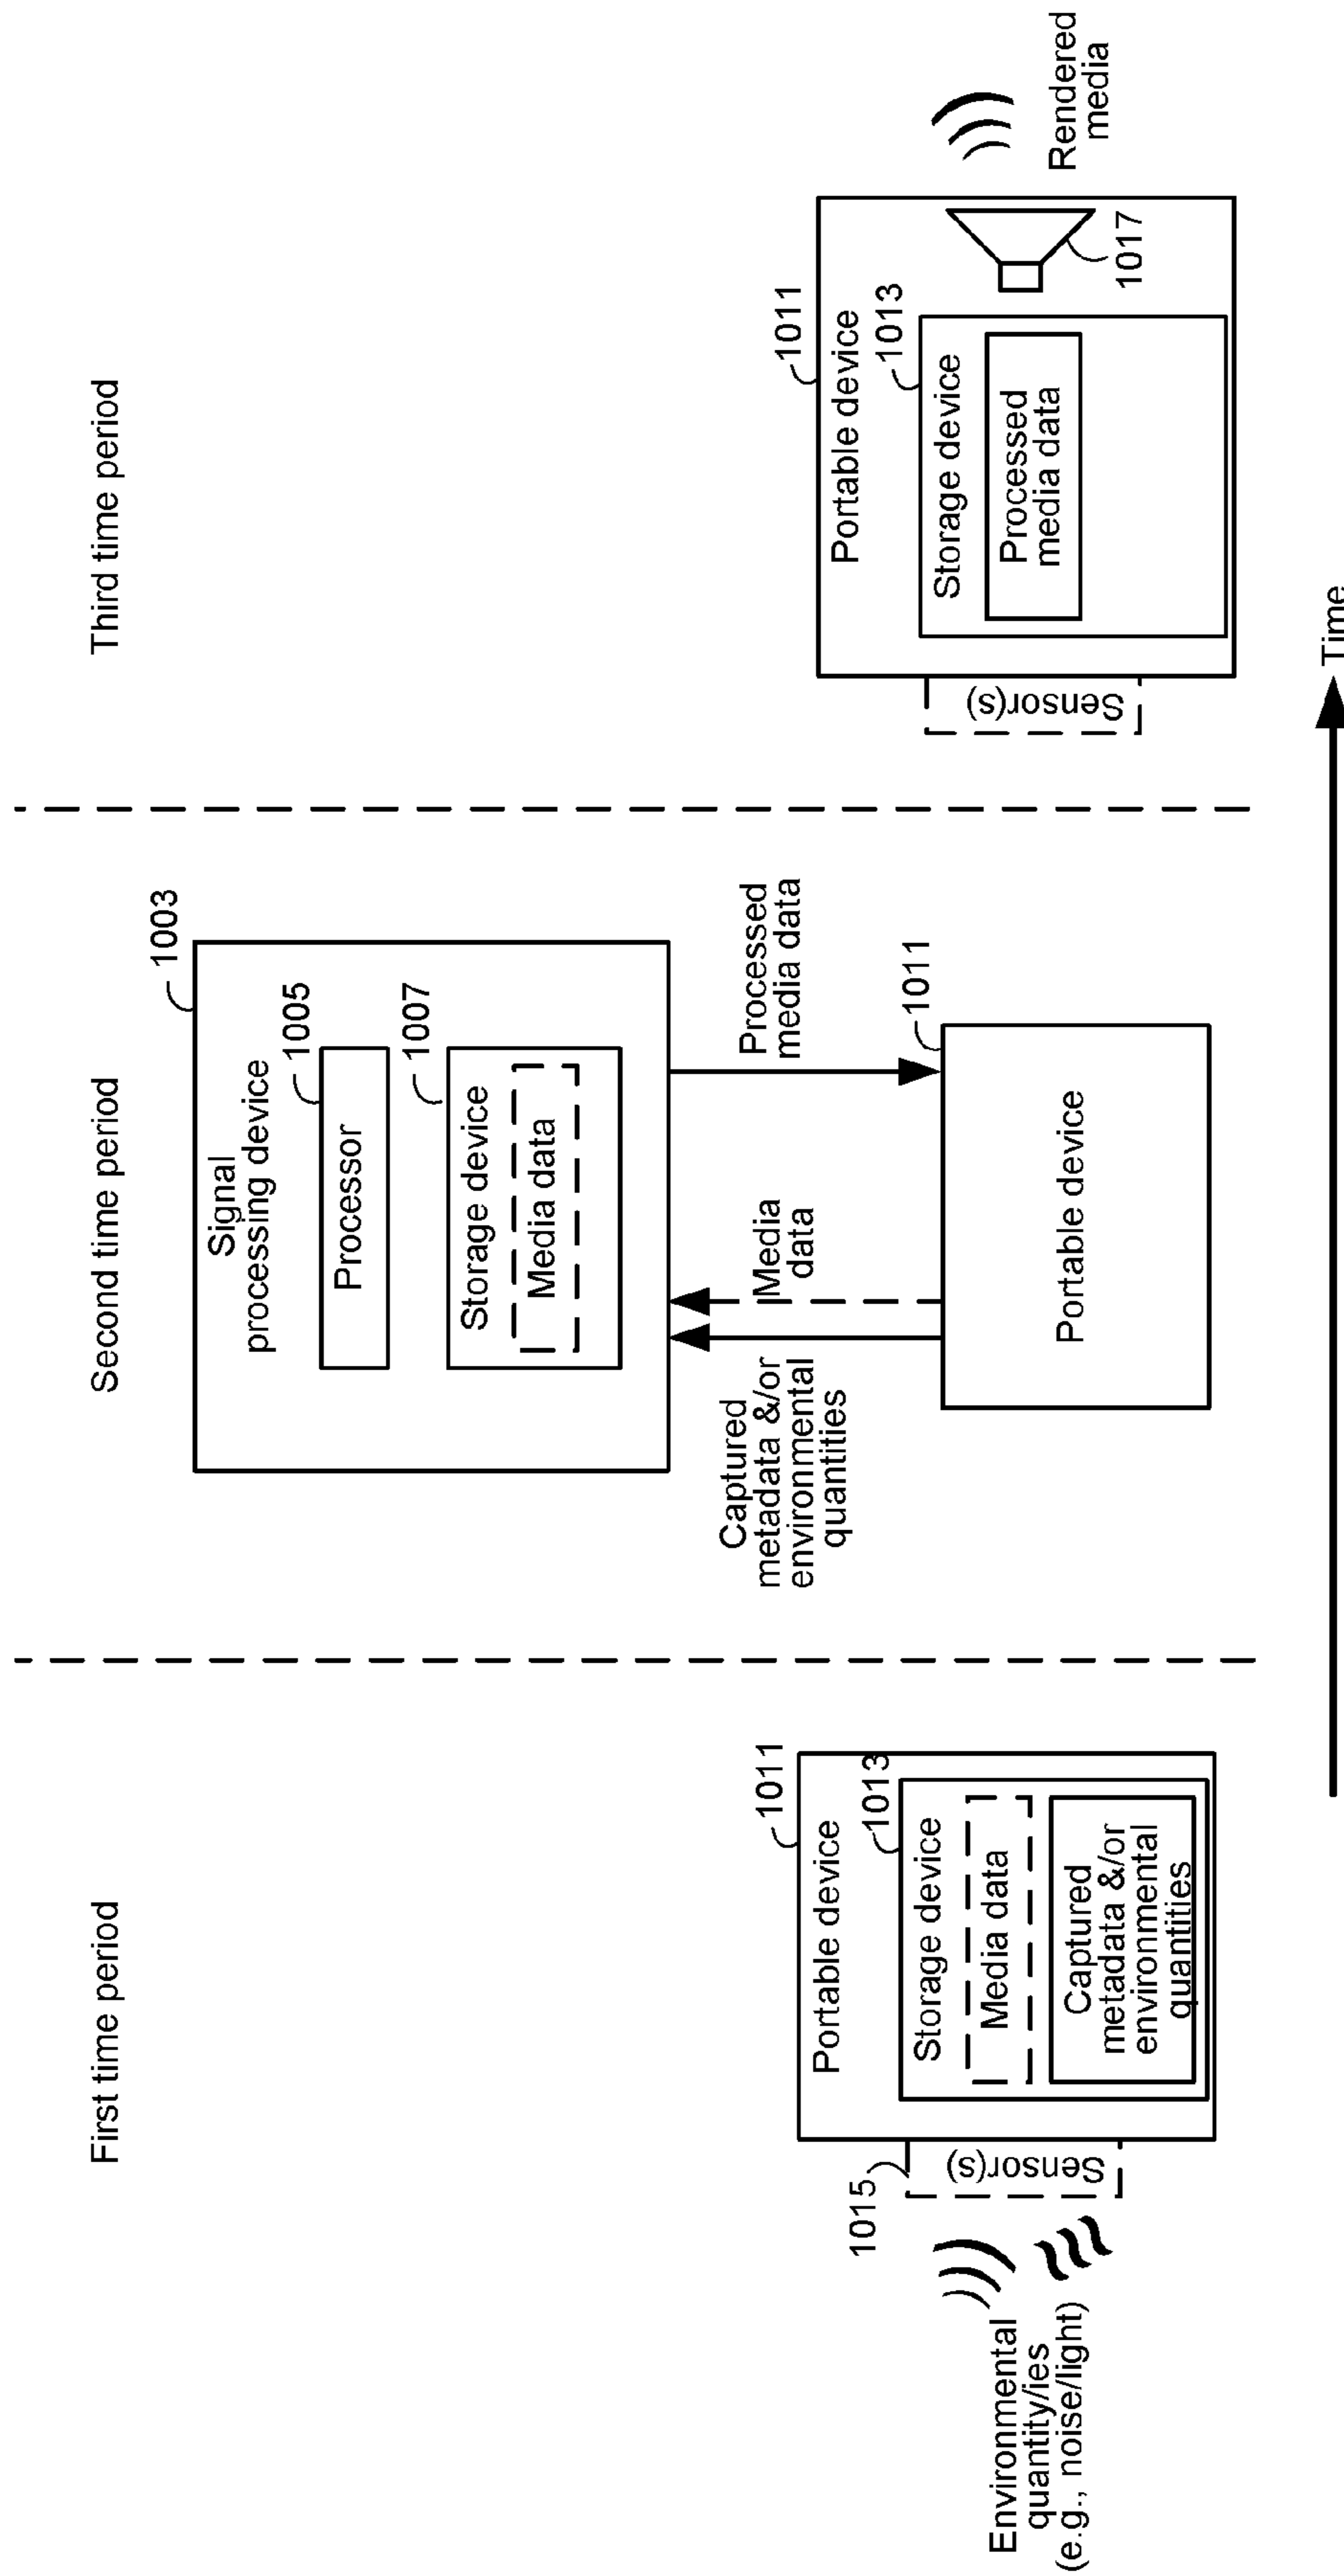 First time period
1011
Portable device
1013
Storage device
Media data
Captured
metadata &/or
environmental
quantities
1015
Sensor(s)
Environmental
quantity/ies
(e.g., noise/light)
Second time period
1003
Signal
processing device
1005
Processor
1007
Storage device
Media data
Captured
metadata &/or
environmental
quantities
Media
data
Processed
media data
1011
Portable device
Third time period
1011
Portable device
1013
Storage device
Processed
media data
Sensor(s)
1017
Rendered
media
Time